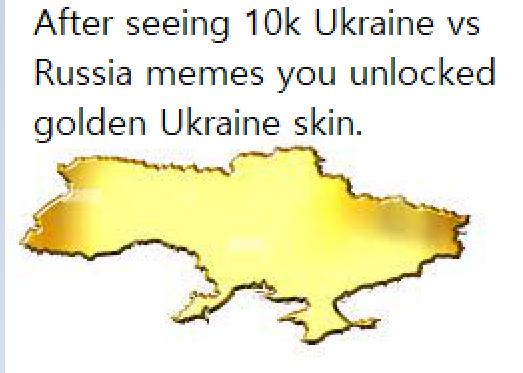 After seeing 10k Ukraine vs
Russia memes you unlocked
golden Ukraine skin.